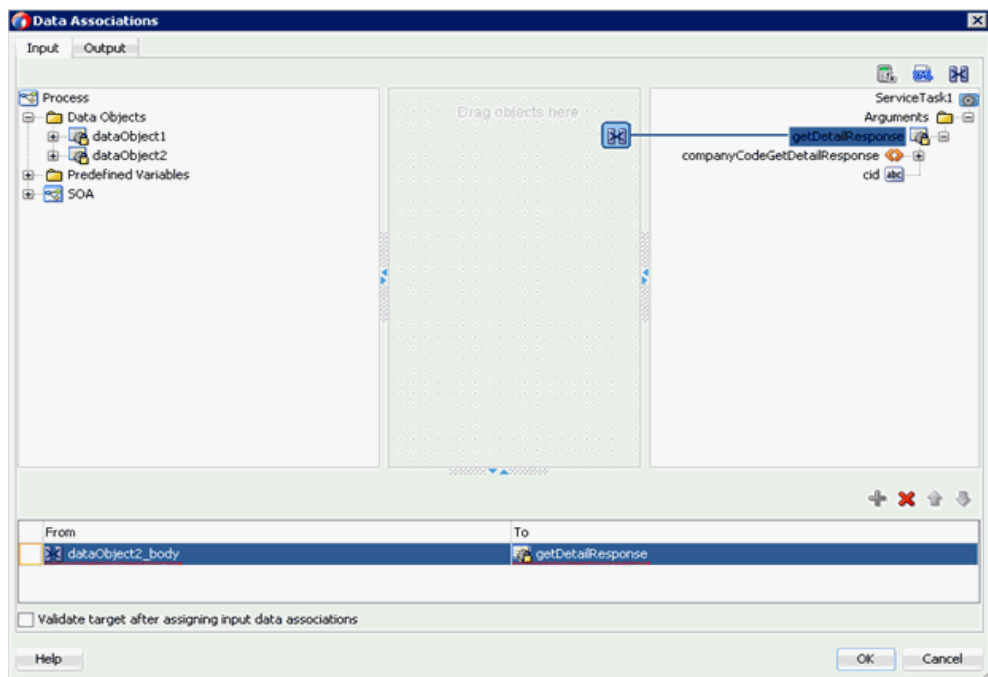 Data Associations
Input Output
Process
Data Objects
dataObject1
dataObject2
Predefined Variables
SOA
Drag objects here
ServiceTask1
Arguments
getDetailResponse
companyCodeGetDetailResponse
cid abc
From To
dataObject2_body getDetailResponse
Validate target after assigning input data associations
Help OK Cancel